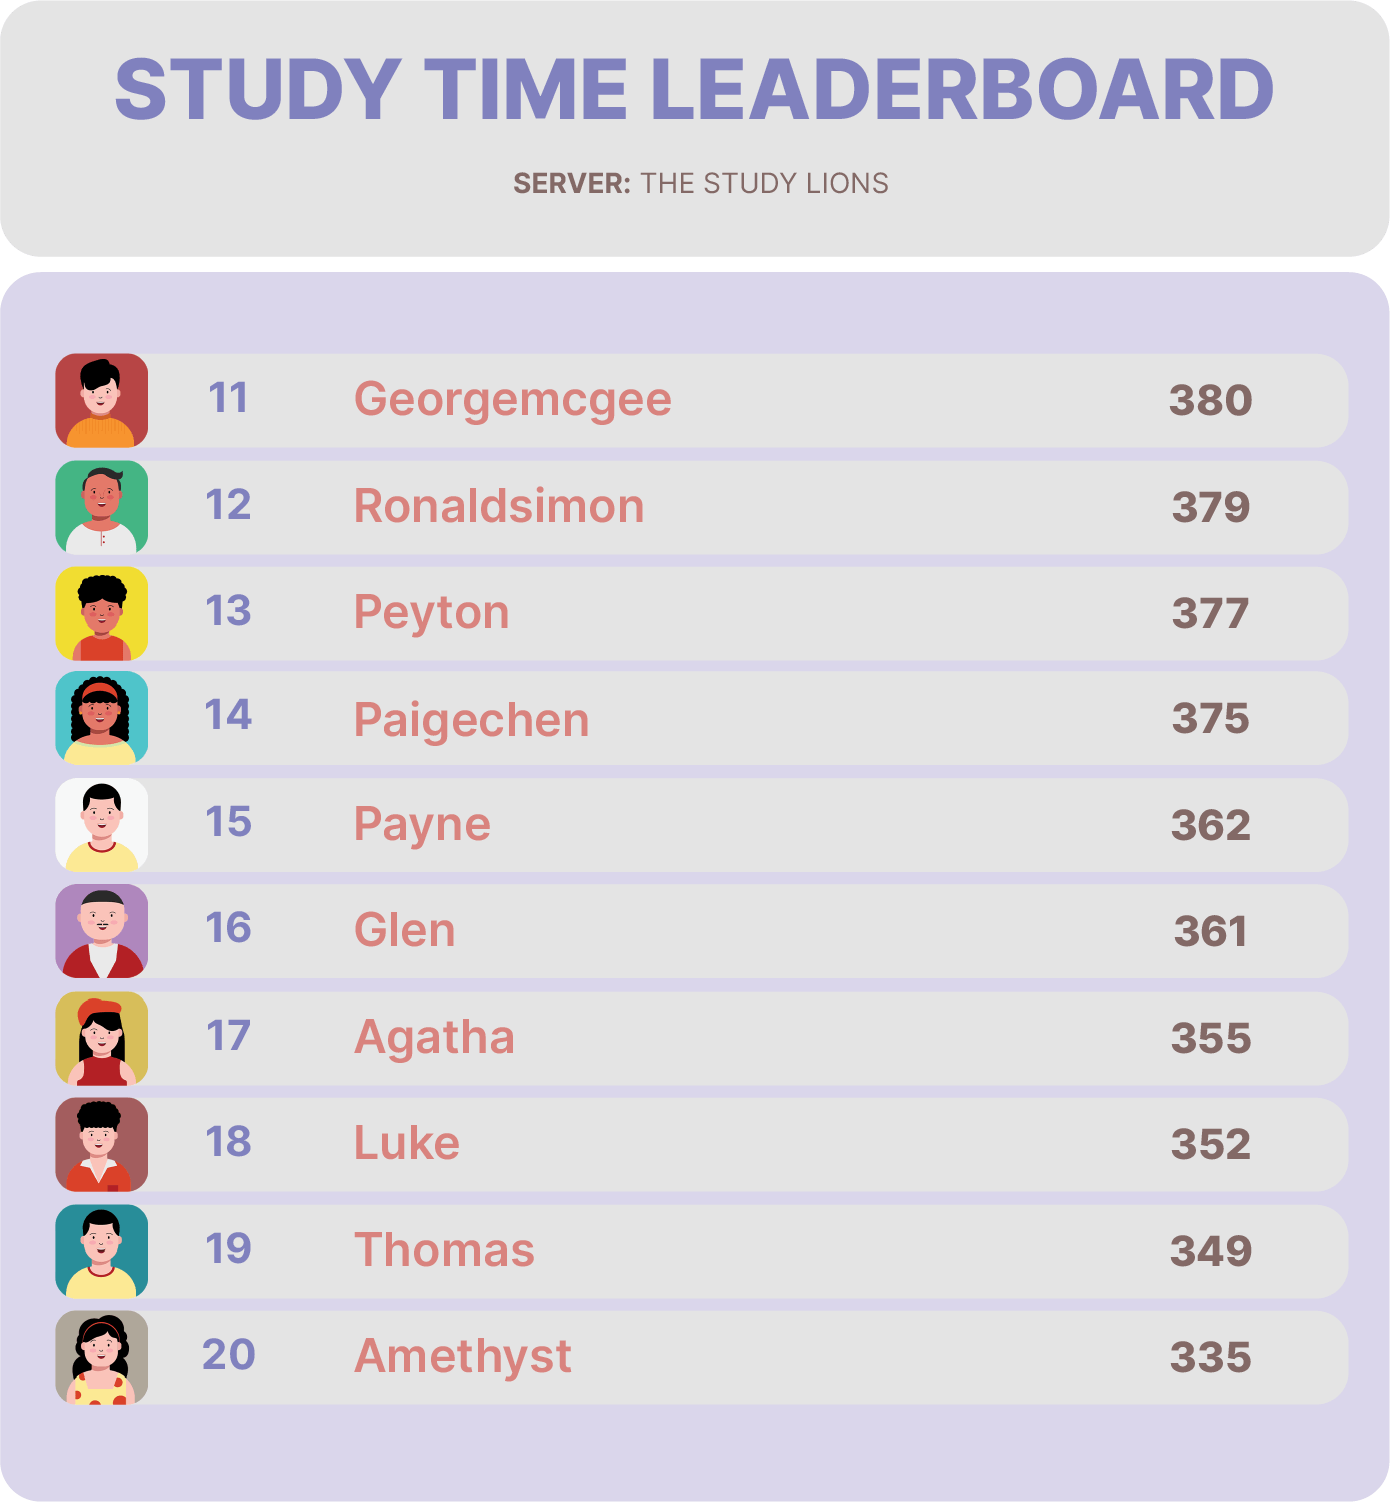 STUDY TIME LEADERBOARD
SERVER: THE STUDY LIONS
11 Georgemcgee 380
12 Ronaldsimon 379
13 Peyton 377
14 Paigechen 375
15 Payne 362
16 Glen 361
17 Agatha 355
18 Luke 352
19 Thomas 349
20 Amethyst 335